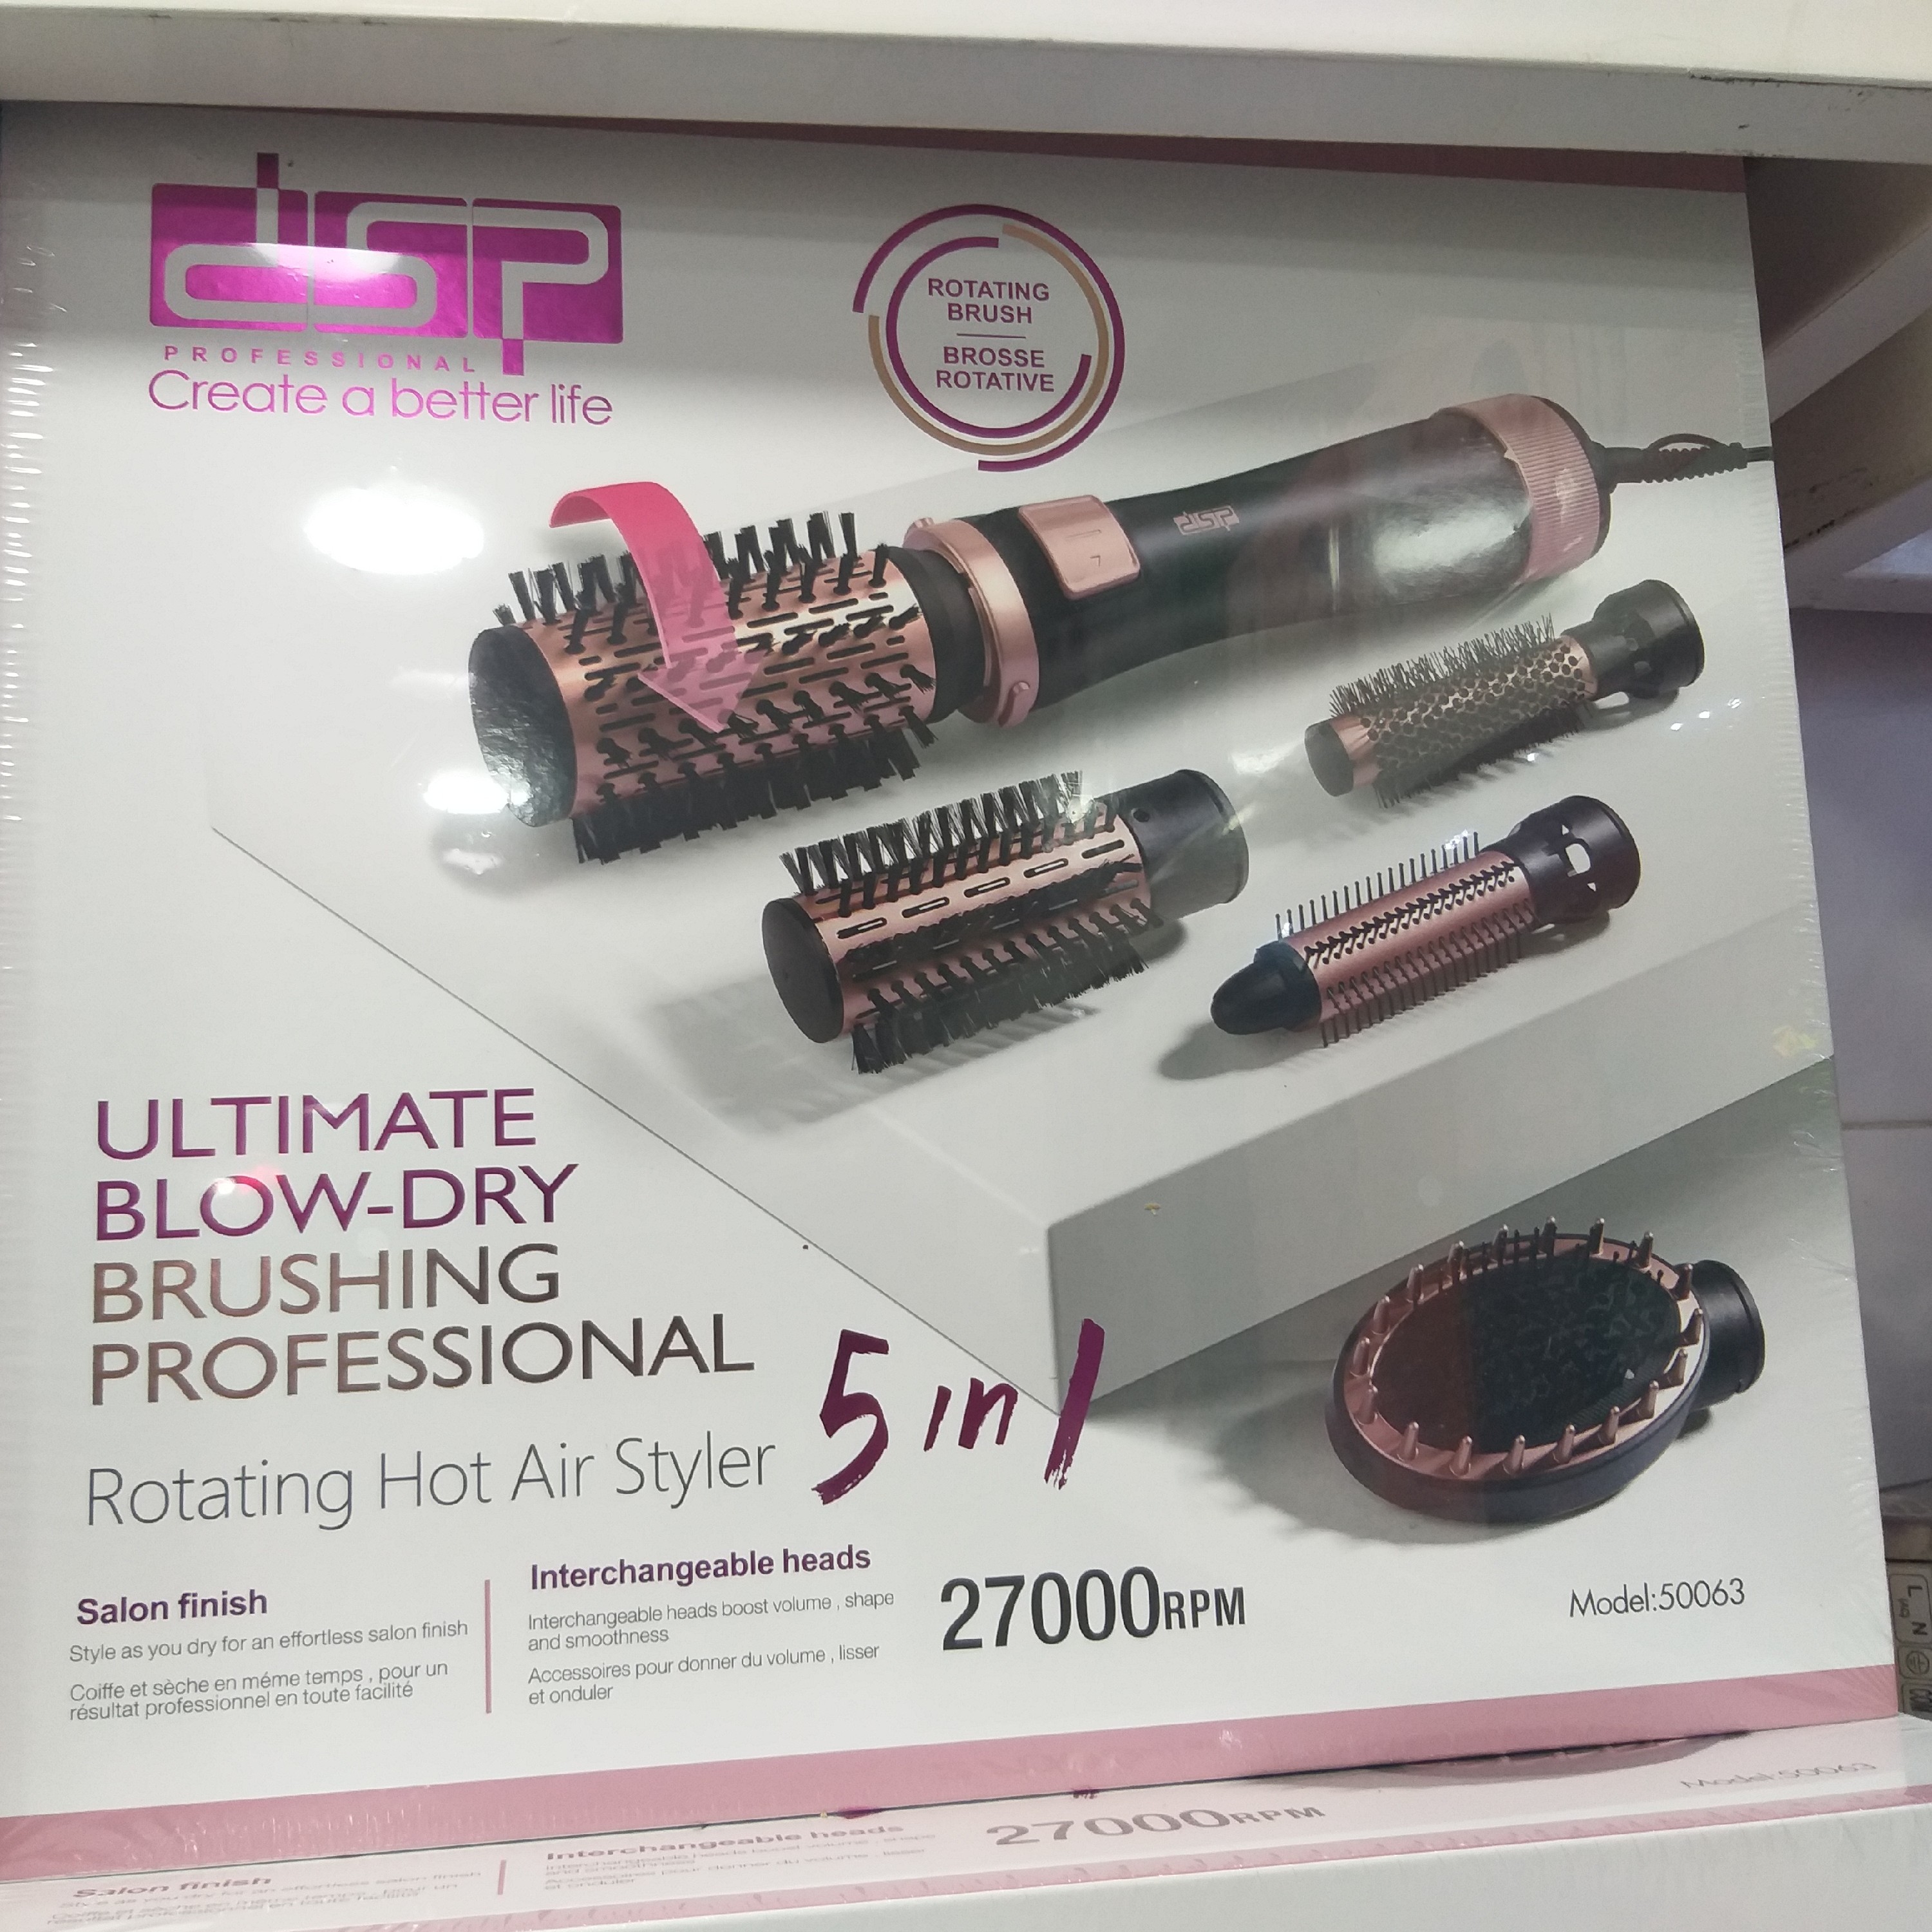 dsp
PROFESSIONAL
Create a better life
ROTATING
BRUSH
BROSSE
ROTATIVE
dsp
ULTIMATE
BLOW-DRY
BRUSHING
PROFESSIONAL
Rotating Hot Air Styler 5 in 1
Salon finish
Style as you dry for an effortless salon finish
Coiffe et sèche en méme temps , pour un
résultat professionnel en toute facilité
Interchangeable heads
Interchangeable heads boost volume , shape
and smoothness
Accessoires pour donner du volume , lisser
et onduler
27000RPM
Model:50063
Interchangeable heads
27000RPM
Model:50063
Salon finish
L
N